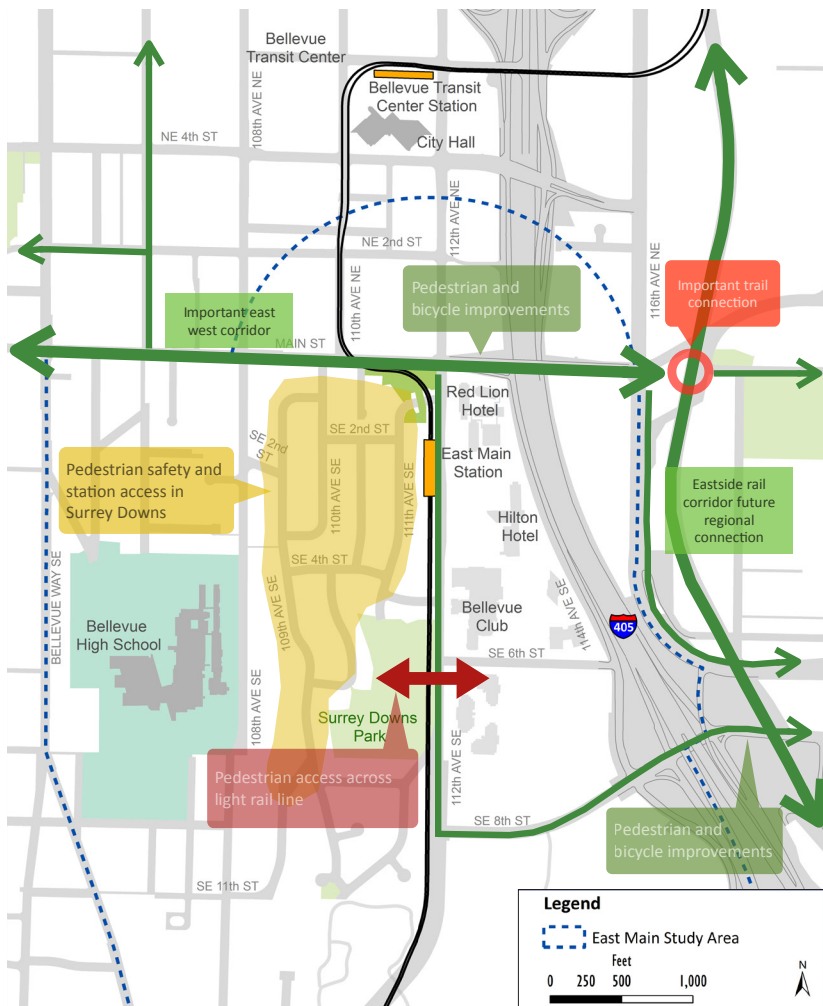 Bellevue
Transit Center
108TH AVE NE
Bellevue Transit
Center Station
NE 4th ST
City Hall
112TH AVE NE
NE 2nd ST
110TH AVE NE
116TH AVE NE
Pedestrian and
bicycle improvements
Important trail
connection
Important east
west corridor
MAIN ST
Red Lion
Hotel
SE 2nd ST
SE 2nd
ST
East Main
Station
Pedestrian safety and
station access in
Surrey Downs
110TH AVE SE
111TH AVE SE
Eastside rail
corridor future
regional
connection
Hilton
Hotel
SE 4th ST
BELLEVUE WAY SE
Bellevue
High School
109TH AVE SE
Bellevue
Club
114TH AVE SE
405
SE 6th ST
108th AVE SE
Surrey Downs
Park
112TH AVE SE
Pedestrian access across
light rail line
SE 8th ST
Pedestrian and
bicycle improvements
SE 11th ST
Legend
East Main Study Area
Feet
0 250 500 1,000
N